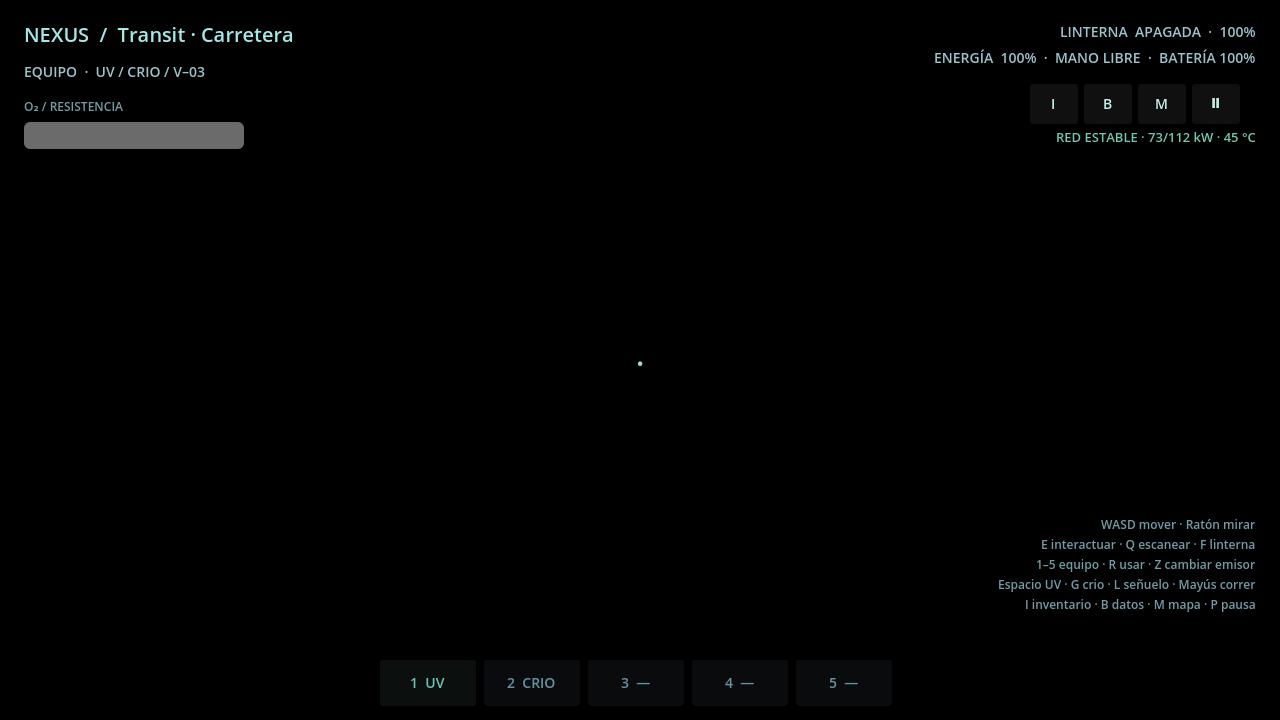 NEXUS / Transit · Carretera
EQUIPO · UV / CRIO / V–03
O₂ / RESISTENCIA
LINTERNA APAGADA · 100%
ENERGÍA 100% · MANO LIBRE · BATERÍA 100%
I B M II
RED ESTABLE · 73/112 kW · 45 °C
WASD mover · Ratón mirar
E interactuar · Q escanear · F linterna
1–5 equipo · R usar · Z cambiar emisor
Espacio UV · G crio · L señuelo · Mayús correr
I inventario · B datos · M mapa · P pausa
1 UV 2 CRIO 3 — 4 — 5 —